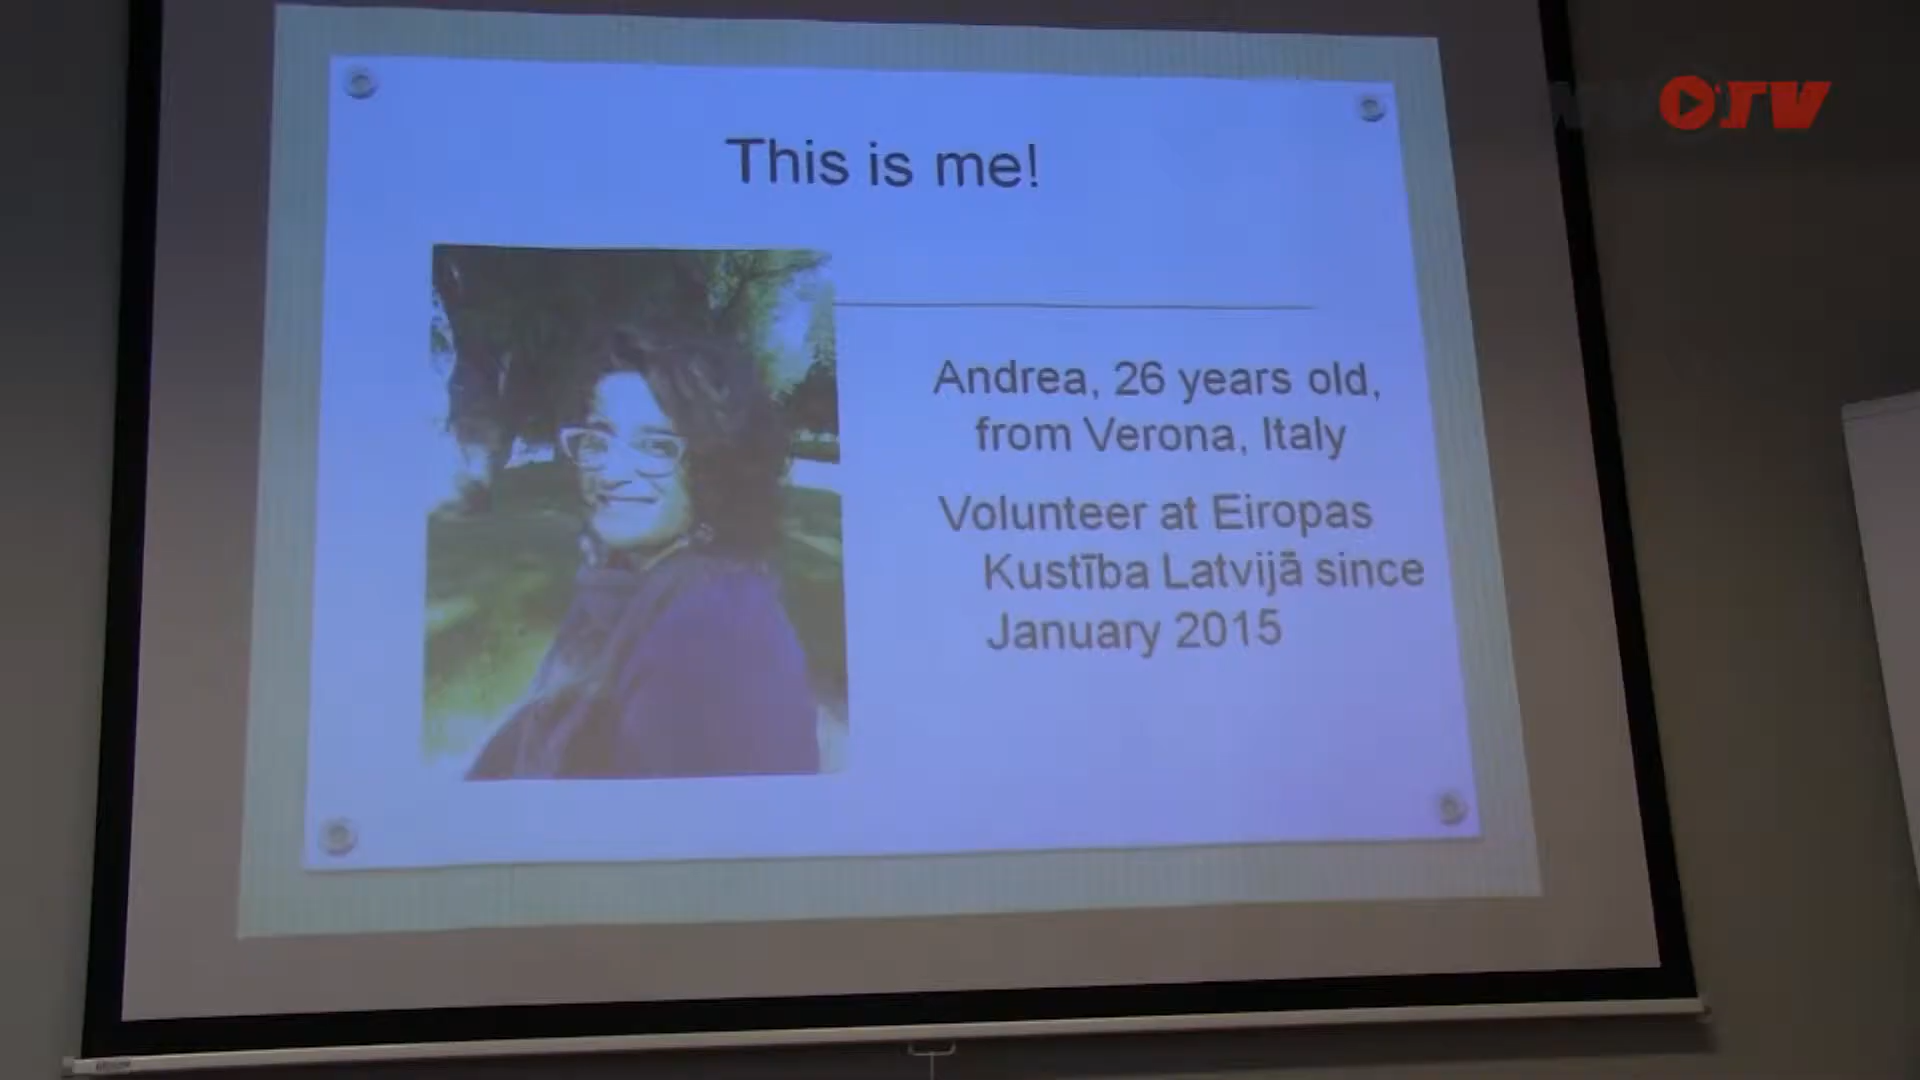 This is me!
Andrea, 26 years old,
from Verona, Italy
Volunteer at Eiropas
Kustība Latvijā since
January 2015